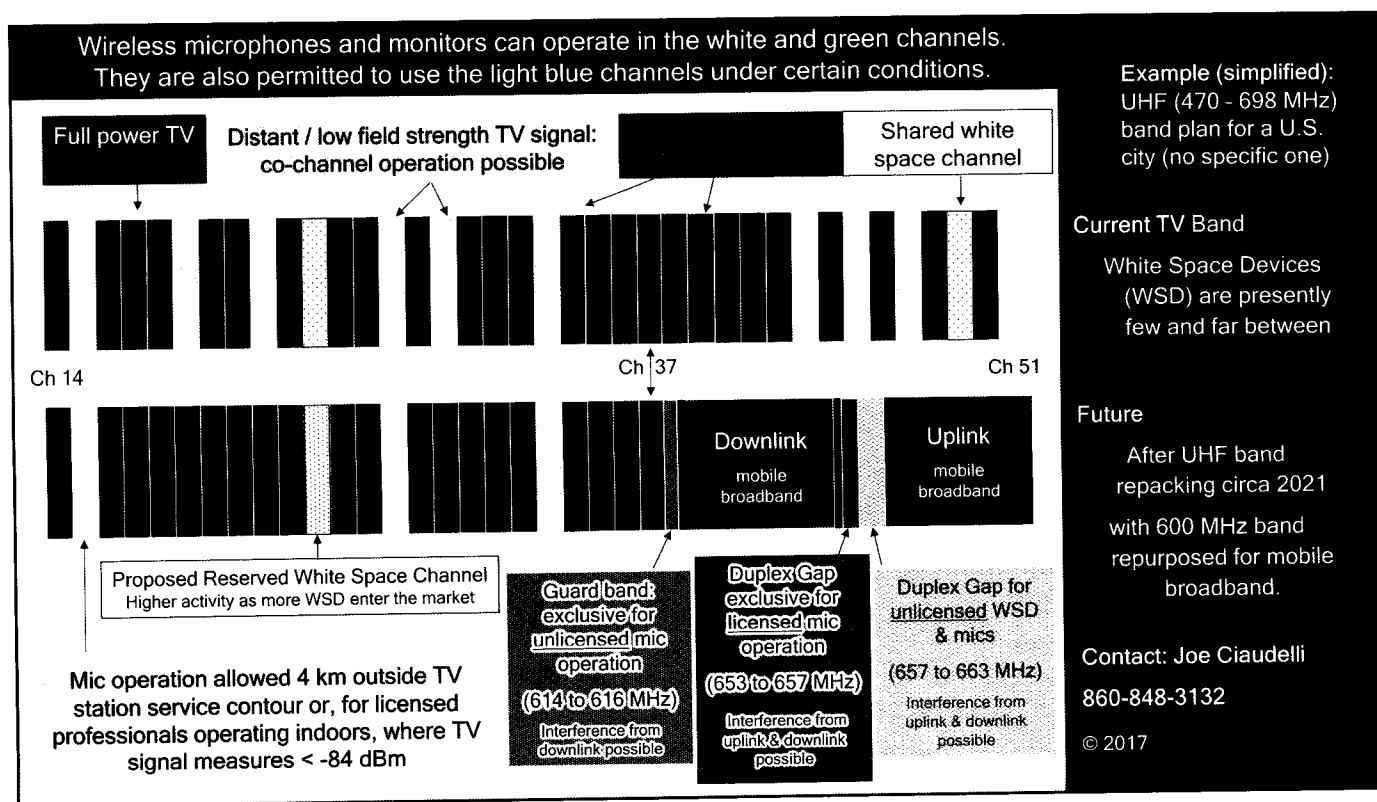 Wireless microphones and monitors can operate in the white and green channels.
They are also permitted to use the light blue channels under certain conditions.
Full power TV
Distant / low field strength TV signal:
co-channel operation possible
Shared white
space channel
Ch 14
Ch 37
Ch 51
Downlink
mobile
broadband
Uplink
mobile
broadband
Proposed Reserved White Space Channel
Higher activity as more WSD enter the market
Mic operation allowed 4 km outside TV
station service contour or, for licensed
professionals operating indoors, where TV
signal measures < -84 dBm
Guard band:
exclusive for
unlicensed mic
operation
(614 to 616 MHz)
Interference from
downlink possible
Duplex Gap
exclusive for
licensed mic
operation
(653 to 657 MHz)
Interference from
uplink & downlink
possible
Duplex Gap for
unlicensed WSD
& mics
(657 to 663 MHz)
Interference from
uplink & downlink
possible
Example (simplified):
UHF (470 - 698 MHz)
band plan for a U.S.
city (no specific one)
Current TV Band
White Space Devices
(WSD) are presently
few and far between
Future
After UHF band
repacking circa 2021
with 600 MHz band
repurposed for mobile
broadband.
Contact: Joe Ciaudelli
860-848-3132
© 2017